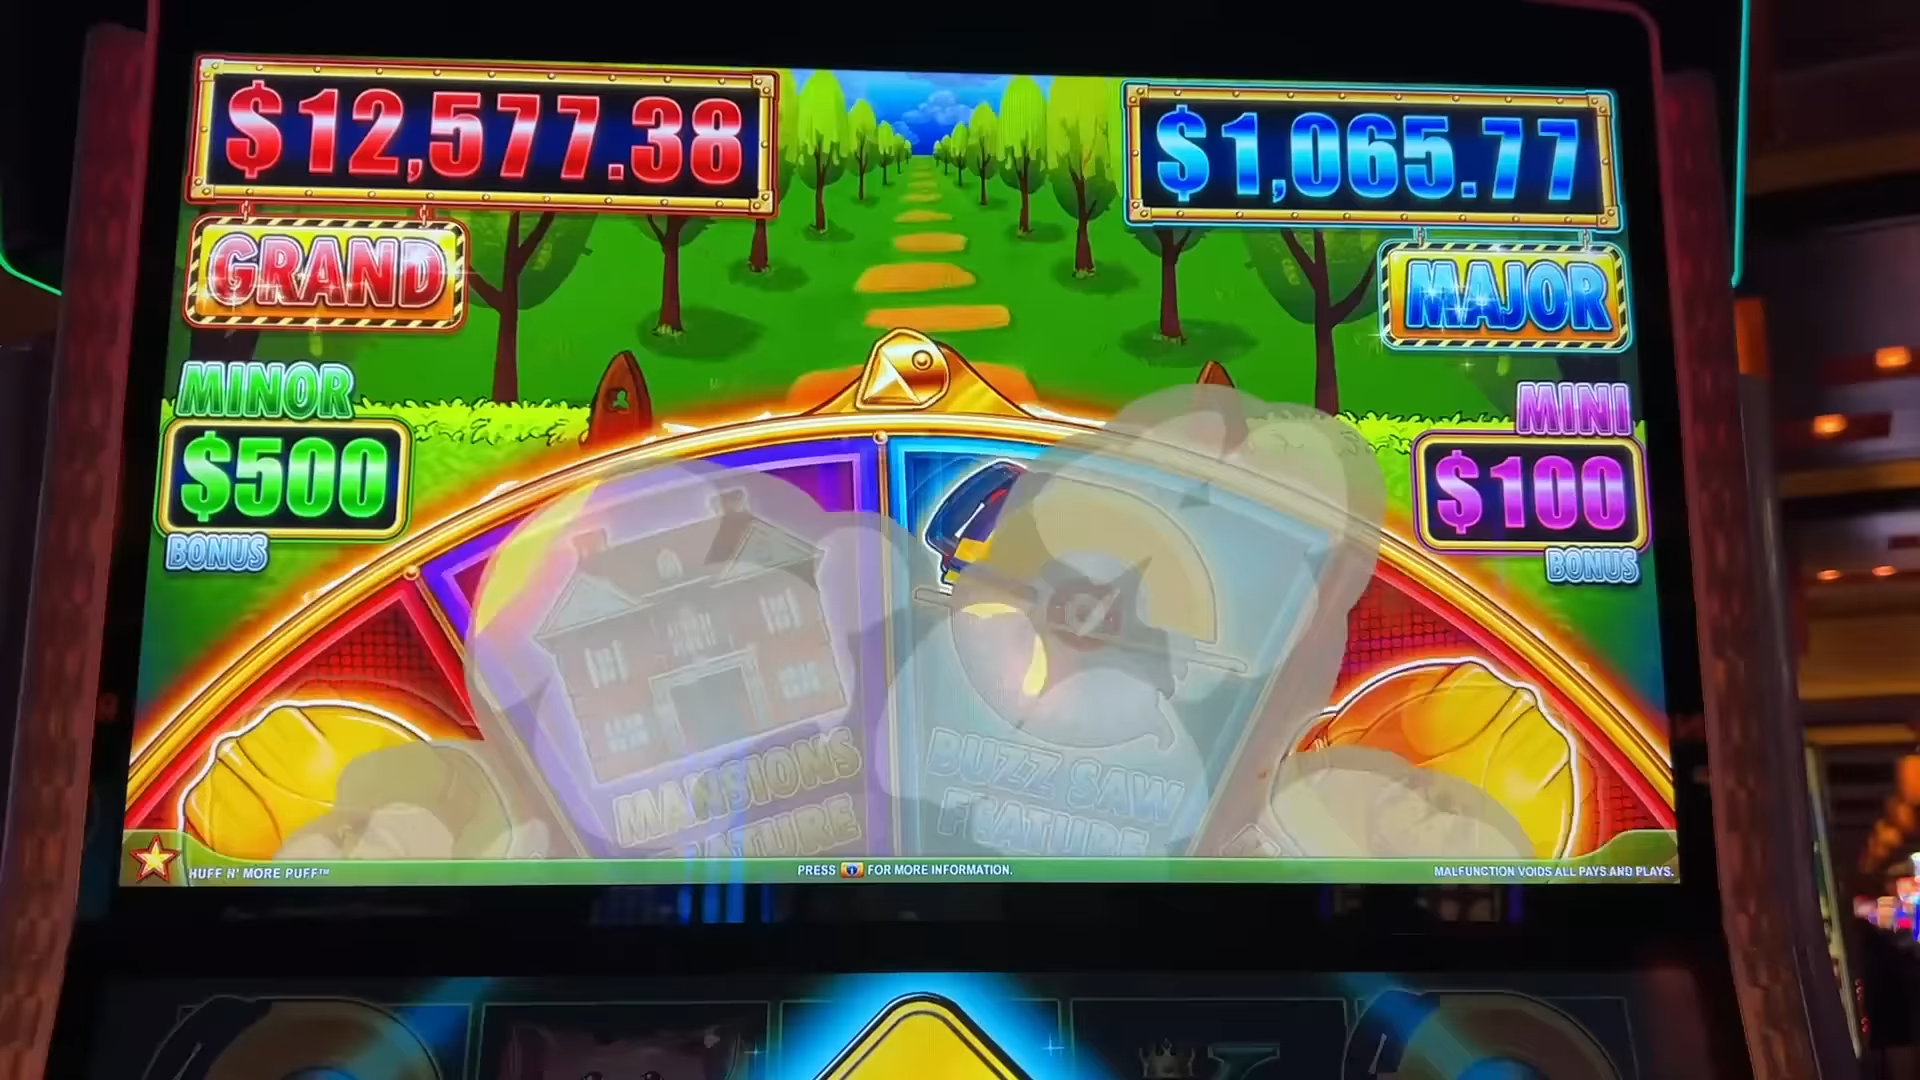 $12,577.38
$1,065.77
GRAND
MAJOR
MINOR
$500
BONUS
MINI
$100
BONUS
MANSIONS
FEATURE
BUZZ SAW
FEATURE
HUFF N' MORE PUFF™
PRESS
FOR MORE INFORMATION.
MALFUNCTION VOIDS ALL PAYS AND PLAYS.